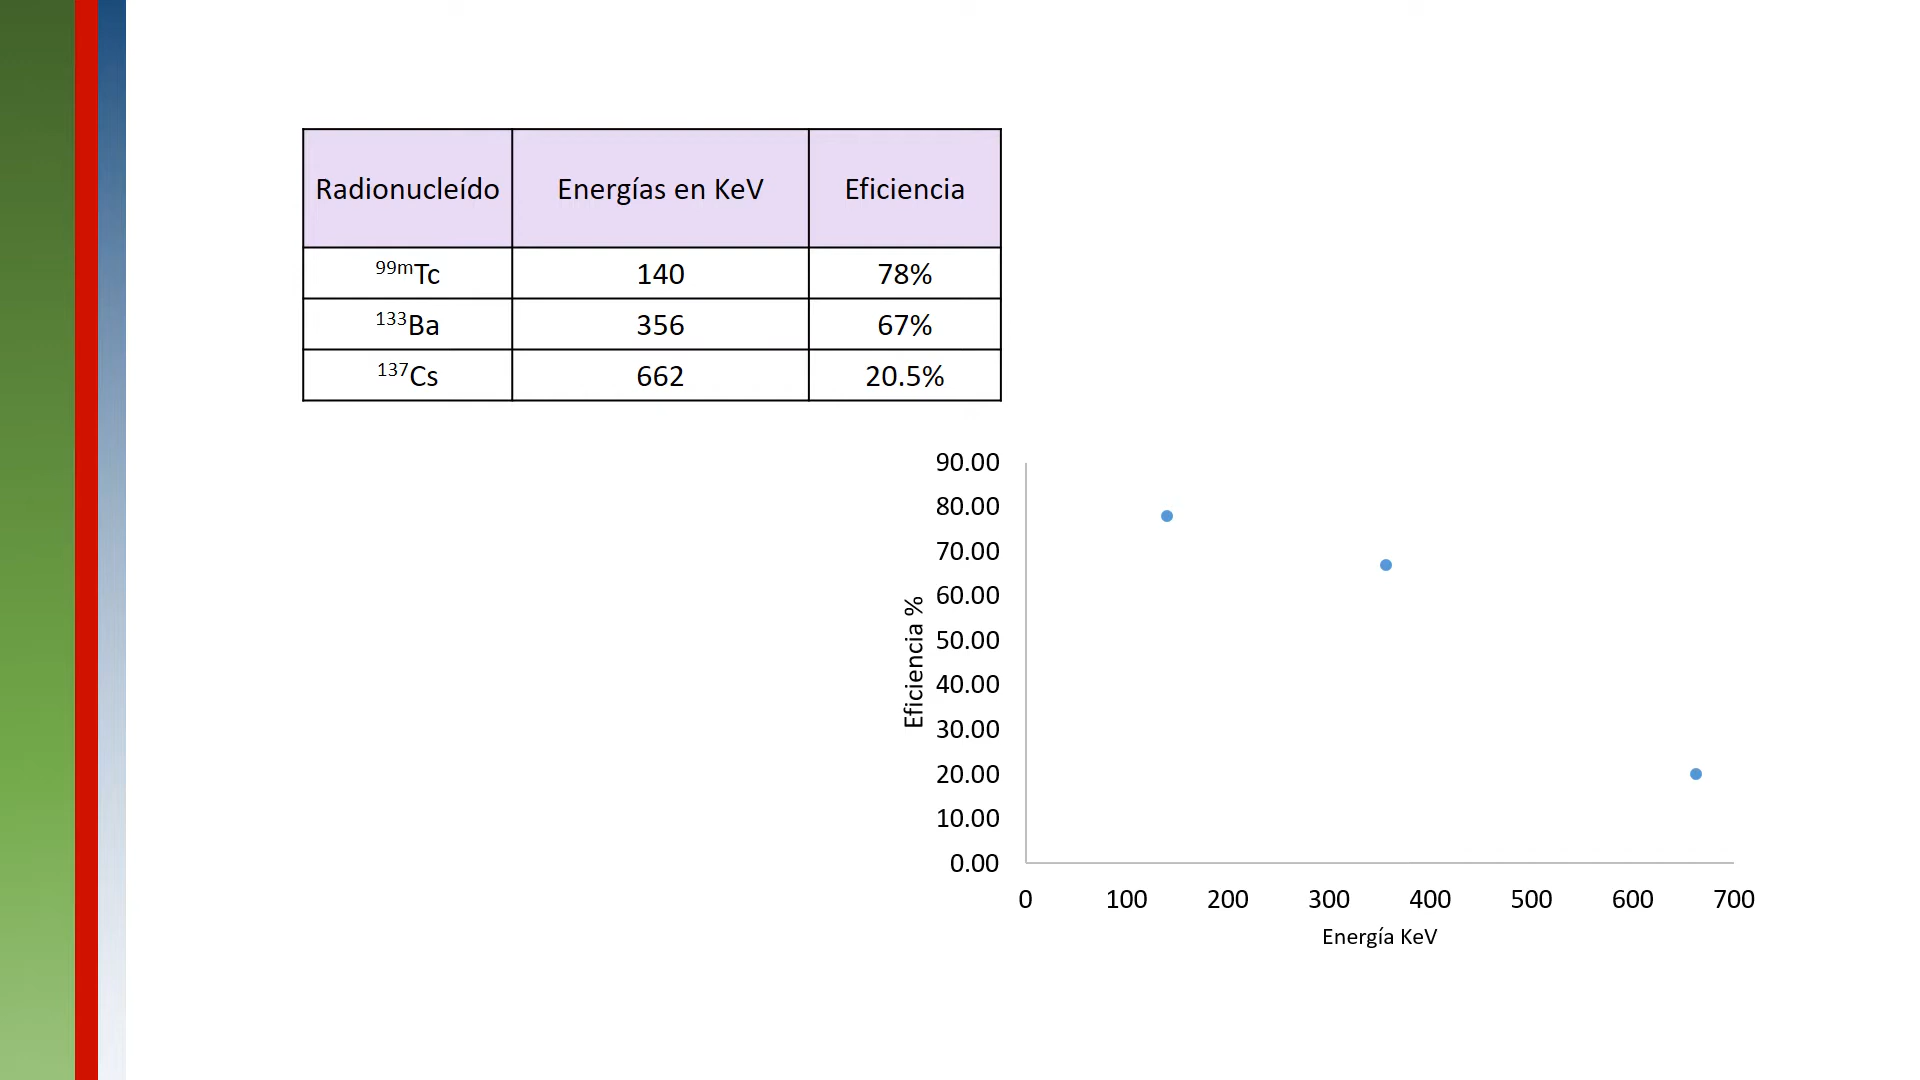 Radionucleído Energías en KeV Eficiencia
99mTc 140 78%
133Ba 356 67%
137Cs 662 20.5%
90.00
80.00
70.00
60.00
50.00
40.00
30.00
20.00
10.00
0.00
Eficiencia %
0 100 200 300 400 500 600 700
Energía KeV